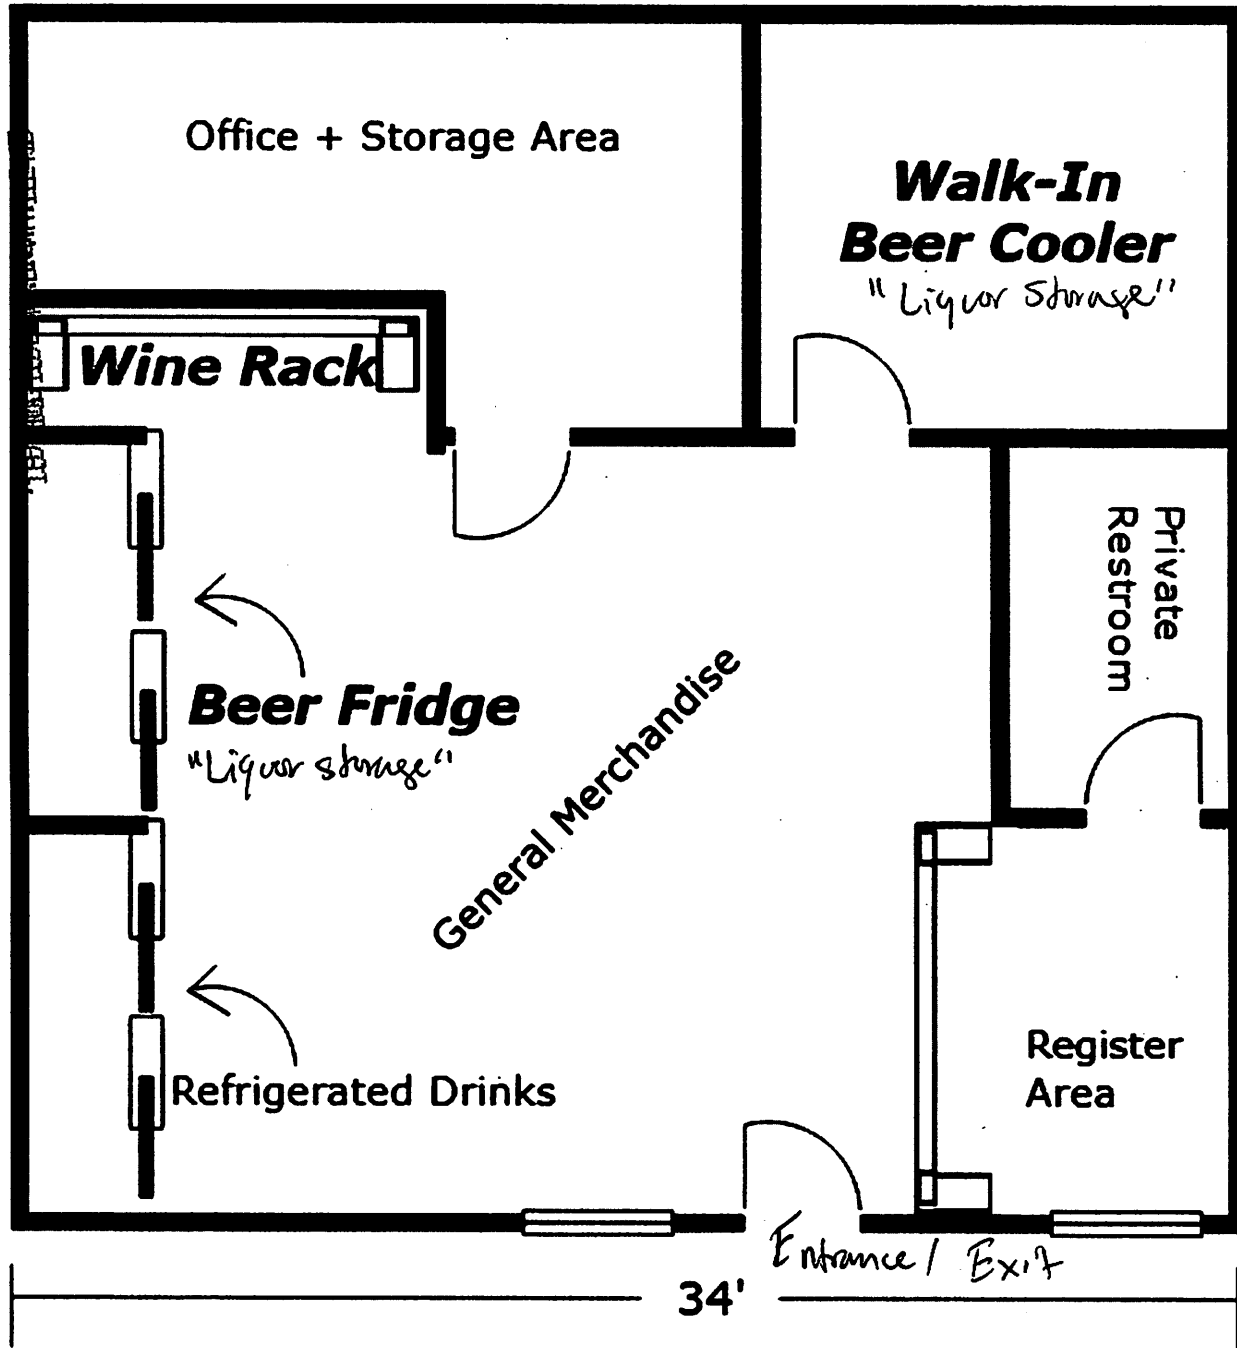 Office + Storage Area
Walk-In
Beer Cooler
"Liquor Storage"
Wine Rack
Private
Restroom
Beer Fridge
"Liquor storage"
General Merchandise
Register
Area
Refrigerated Drinks
Entrance / Exit
34'